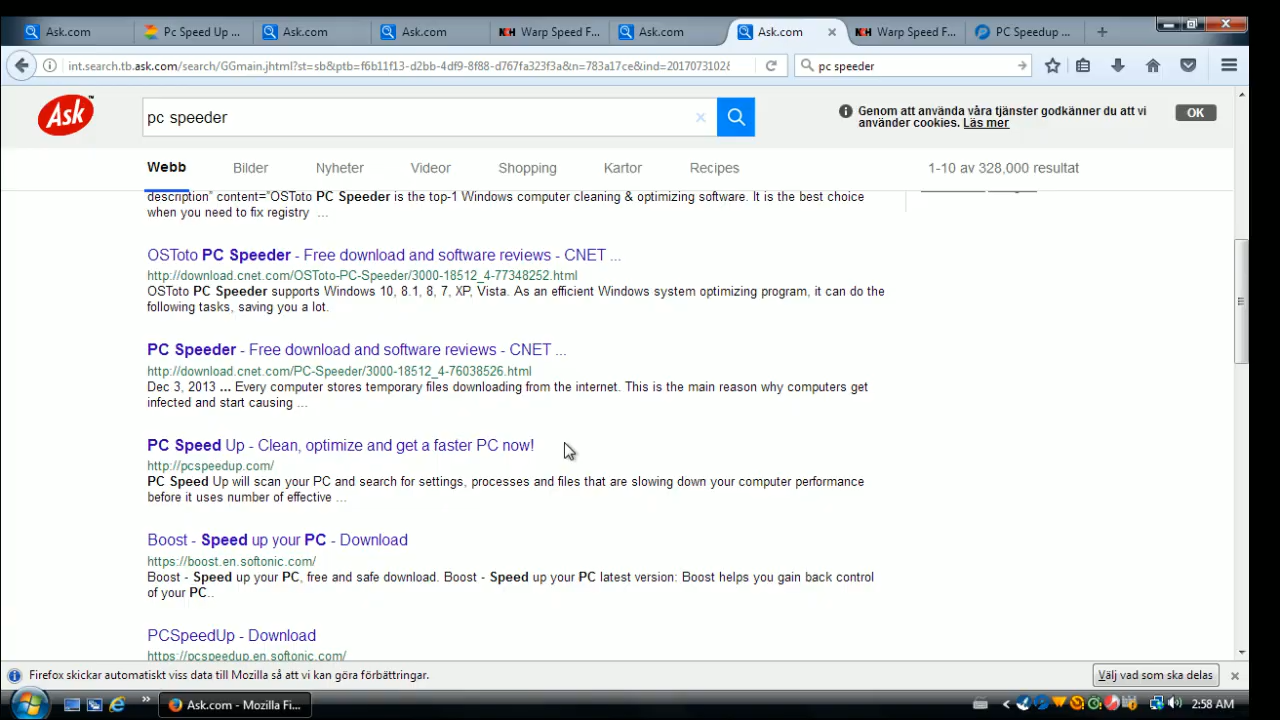 Ask.com
Pc Speed Up ...
Ask.com
Ask.com
Warp Speed F...
Ask.com
Ask.com
Warp Speed F...
PC Speedup ...
int.search.tb.ask.com/search/GGmain.jhtml?st=sb&ptb=f6b11f13-d2bb-4df9-8f88-d767fa323f3a&n=783a17ce&ind=2017073102
pc speeder
Ask
pc speeder
Genom att använda våra tjänster godkänner du att vi
använder cookies. Läs mer
OK
Webb
Bilder
Nyheter
Videor
Shopping
Kartor
Recipes
1-10 av 328,000 resultat
description" content="OSToto PC Speeder is the top-1 Windows computer cleaning & optimizing software. It is the best choice
when you need to fix registry ...
OSToto PC Speeder - Free download and software reviews - CNET ...
http://download.cnet.com/OSToto-PC-Speeder/3000-18512_4-77348252.html
OSToto PC Speeder supports Windows 10, 8.1, 8, 7, XP, Vista. As an efficient Windows system optimizing program, it can do the
following tasks, saving you a lot.
PC Speeder - Free download and software reviews - CNET ...
http://download.cnet.com/PC-Speeder/3000-18512_4-76038526.html
Dec 3, 2013 ... Every computer stores temporary files downloading from the internet. This is the main reason why computers get
infected and start causing ...
PC Speed Up - Clean, optimize and get a faster PC now!
http://pcspeedup.com/
PC Speed Up will scan your PC and search for settings, processes and files that are slowing down your computer performance
before it uses number of effective ...
Boost - Speed up your PC - Download
https://boost.en.softonic.com/
Boost - Speed up your PC, free and safe download. Boost - Speed up your PC latest version: Boost helps you gain back control
of your PC..
PCSpeedUp - Download
https://pcspeedup.en.softonic.com/
Firefox skickar automatiskt viss data till Mozilla så att vi kan göra förbättringar.
Välj vad som ska delas
Ask.com - Mozilla Fi...
2:58 AM